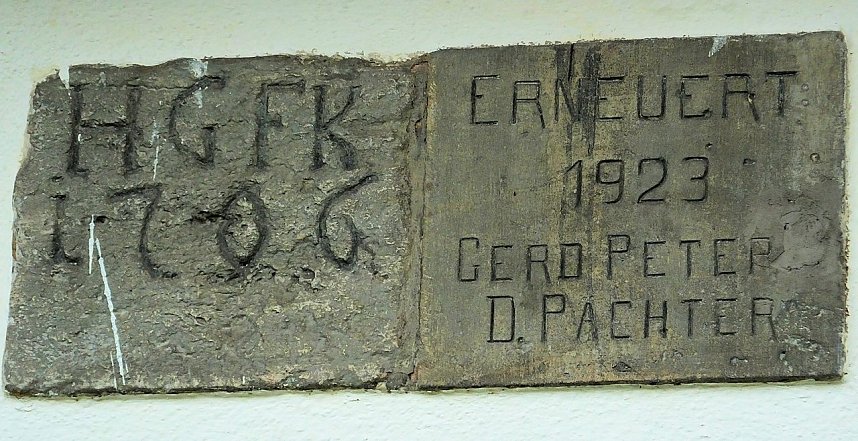 HGFK
1706
ERNEUERT
1923
GERD PETER
D. PACHTER